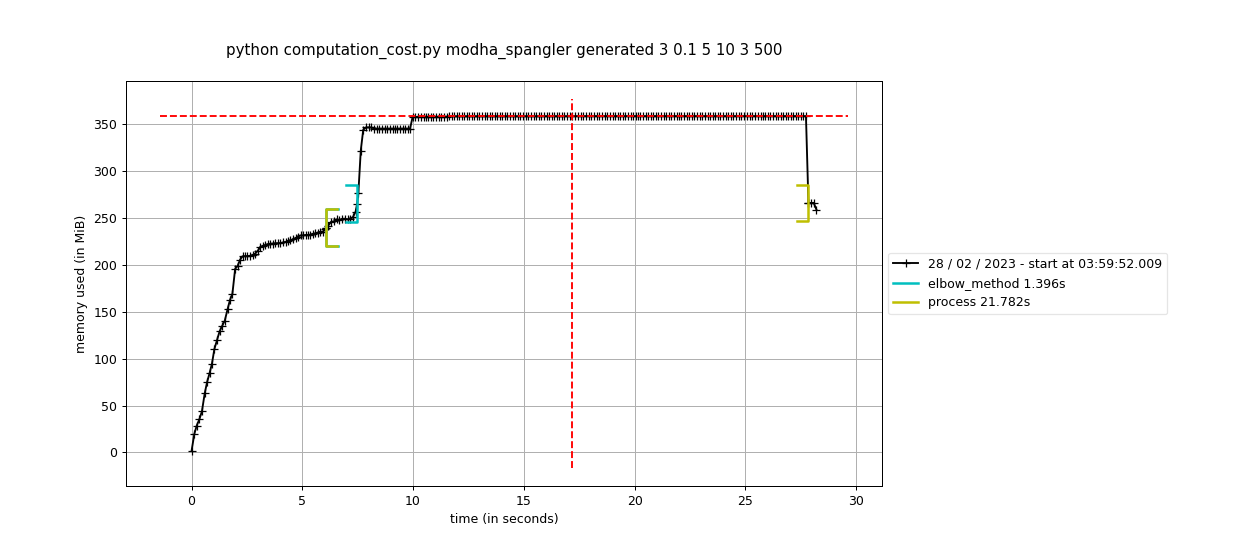 python computation_cost.py modha_spangler generated 3 0.1 5 10 3 500
memory used (in MiB)
350
300
250
200
150
100
50
0
0 5 10 15 20 25 30
time (in seconds)
28 / 02 / 2023 - start at 03:59:52.009
elbow_method 1.396s
process 21.782s